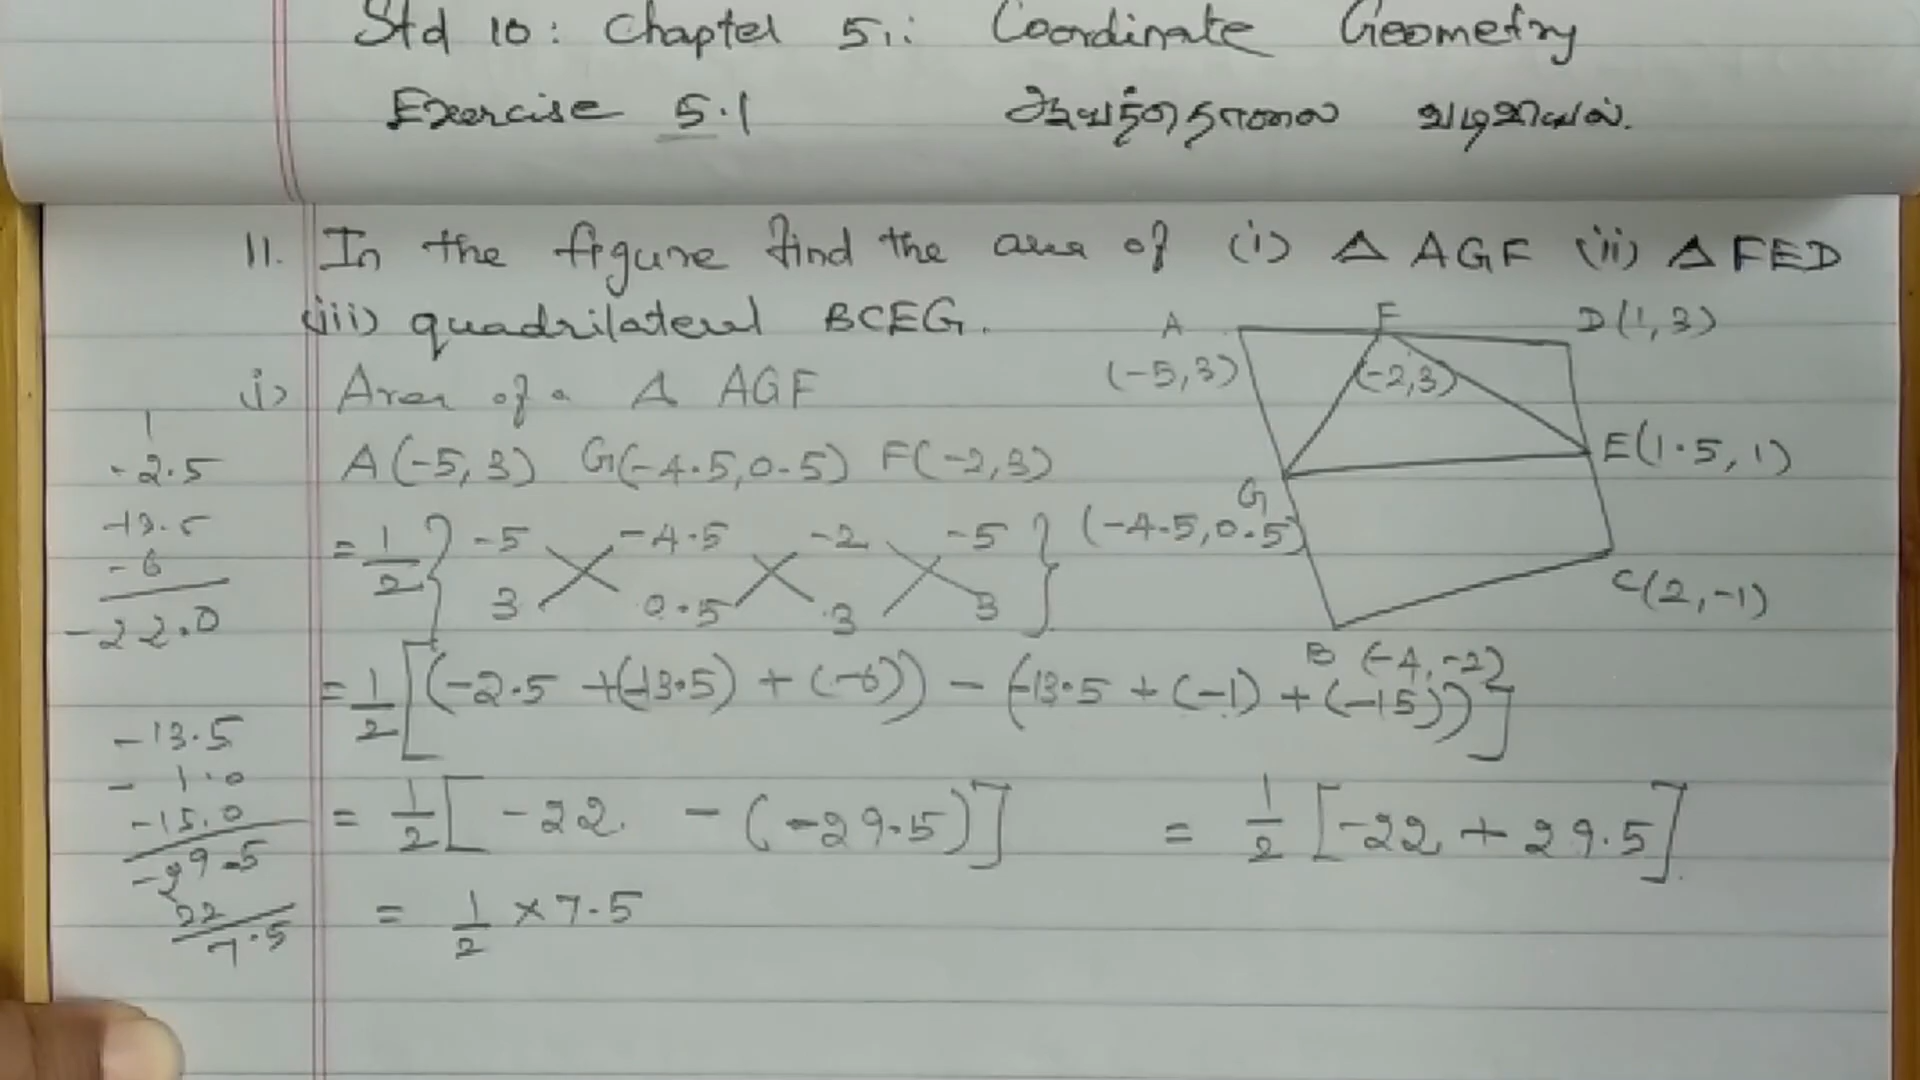 Std 10: Chapter 5: Coordinate Geometry
Exercise 5.1 ஆயத்தொலை வடிவியல்.
11. In the figure find the area of (i) Δ AGF (ii) Δ FED
(iii) quadrilateral BCEG.
A F D(1,3)
(-5,3) (-2,3)
E(1.5,1)
G
(-4.5,0.5)
C(2,-1)
B (-4,-2)
i) Area of a Δ AGF
A(-5,3) G(-4.5,0.5) F(-2,3)
= 1/2 { -5 -4.5 -2 -5 }
3 0.5 3 3
= 1/2 [(-2.5 +(-13.5) + (-6)) - (-13.5 + (-1) + (-15))]
= 1/2 [ -22. - (-29.5)] = 1/2 [-22 + 29.5]
= 1/2 × 7.5
1
-2.5
-13.5
-6
-22.0
-13.5
- 1.0
-15.0
-29.5
22
7.5